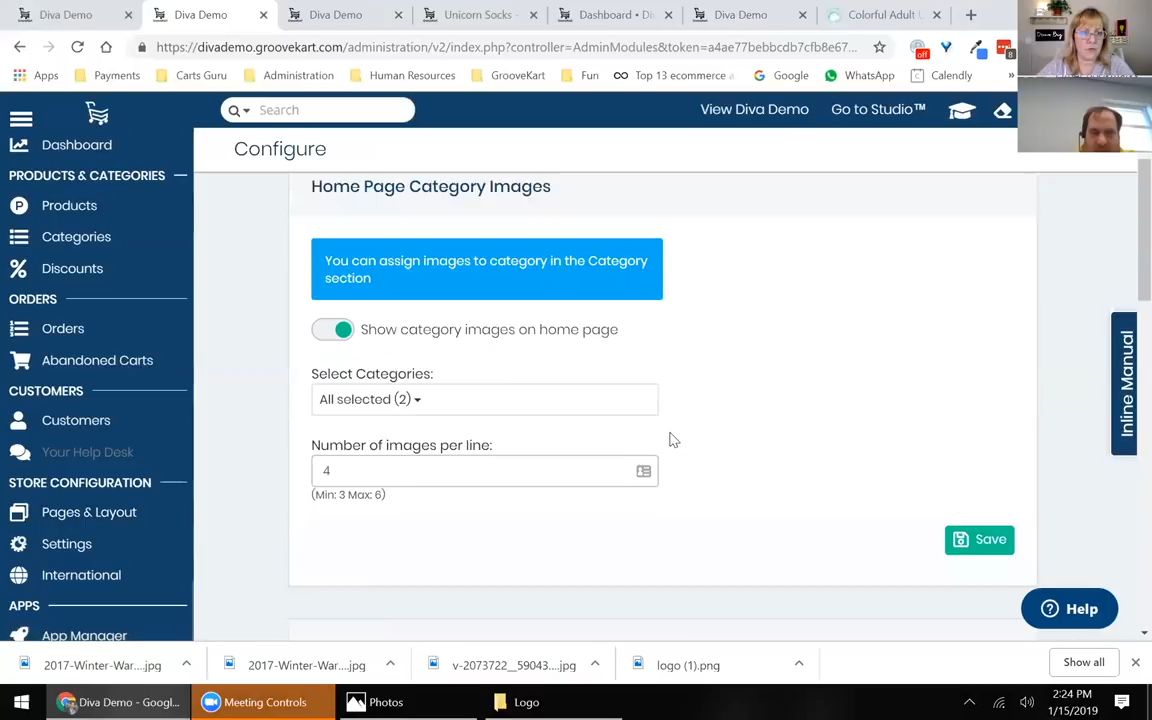 Diva Demo
Diva Demo
Diva Demo
Unicorn Socks -
Dashboard • Di
Diva Demo
Colorful Adult
https://divademo.groovekart.com/administration/v2/index.php?controller=AdminModules&token=a4ae77bebbcdb7cfb8e67...
off
8
Apps
Payments
Carts Guru
Administration
Human Resources
GrooveKart
Fun
Top 13 ecommerce
Google
WhatsApp
Calendly
»
Search
View Diva Demo
Go to Studio™
Dashboard
Configure
PRODUCTS & CATEGORIES
Products
Categories
Discounts
ORDERS
Orders
Abandoned Carts
CUSTOMERS
Customers
Your Help Desk
STORE CONFIGURATION
Pages & Layout
Settings
International
APPS
App Manager
Home Page Category Images
You can assign images to category in the Category
section
Show category images on home page
Select Categories:
All selected (2)
Number of images per line:
4
(Min: 3 Max: 6)
Save
Inline Manual
Help
2017-Winter-War....jpg
2017-Winter-War....jpg
v-2073722__59043....jpg
logo (1).png
Show all
Diva Demo - Googl...
Meeting Controls
Photos
Logo
2:24 PM
1/15/2019